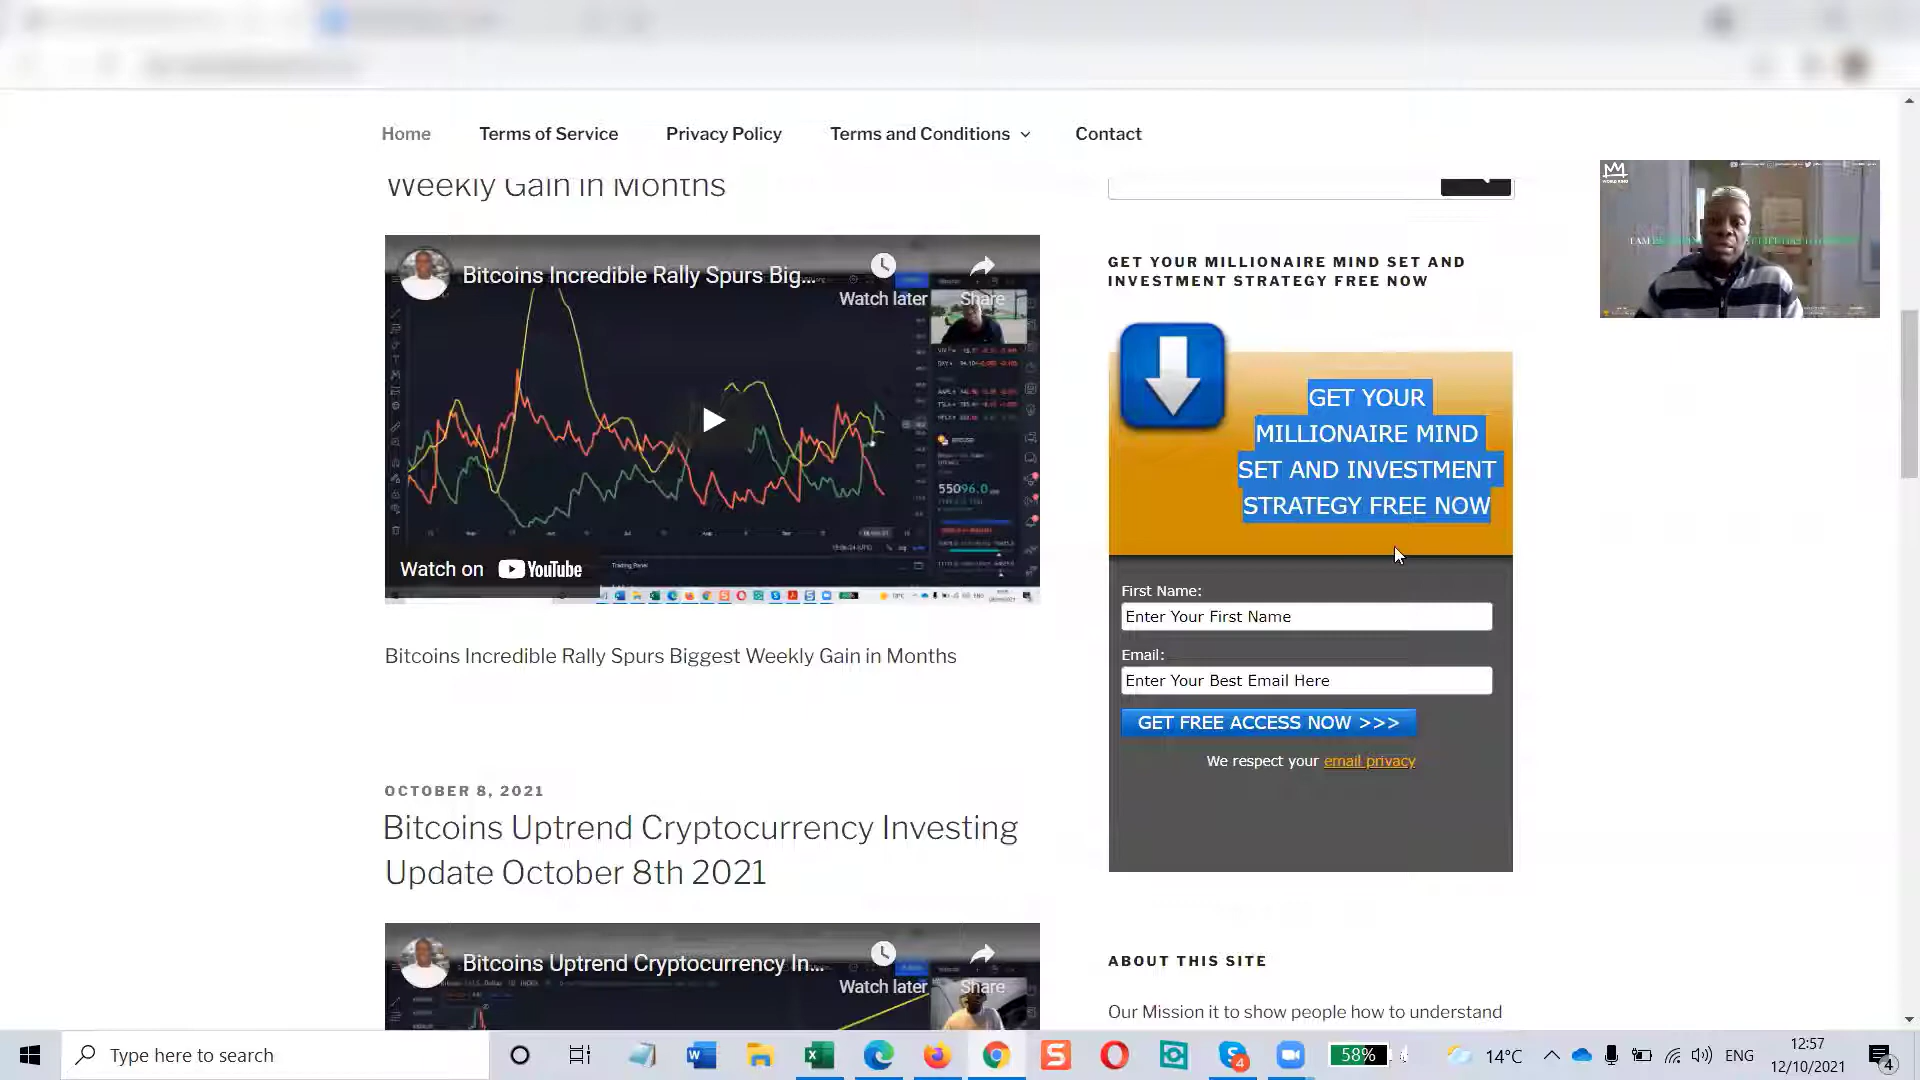 Home
Terms of Service
Privacy Policy
Terms and Conditions
Contact
Weekly Gain in Months
Bitcoins Incredible Rally Spurs Big...
Watch later
Share
55096.0
Trading Panel
Watch on YouTube
Bitcoins Incredible Rally Spurs Biggest Weekly Gain in Months
OCTOBER 8, 2021
Bitcoins Uptrend Cryptocurrency Investing
Update October 8th 2021
Bitcoins Uptrend Cryptocurrency In...
Watch later
Share
GET YOUR MILLIONAIRE MIND SET AND
INVESTMENT STRATEGY FREE NOW
GET YOUR
MILLIONAIRE MIND
SET AND INVESTMENT
STRATEGY FREE NOW
First Name:
Enter Your First Name
Email:
Enter Your Best Email Here
GET FREE ACCESS NOW >>>
We respect your email privacy
ABOUT THIS SITE
Our Mission it to show people how to understand
Type here to search
58%
14°C
ENG
12:57
12/10/2021
4
4